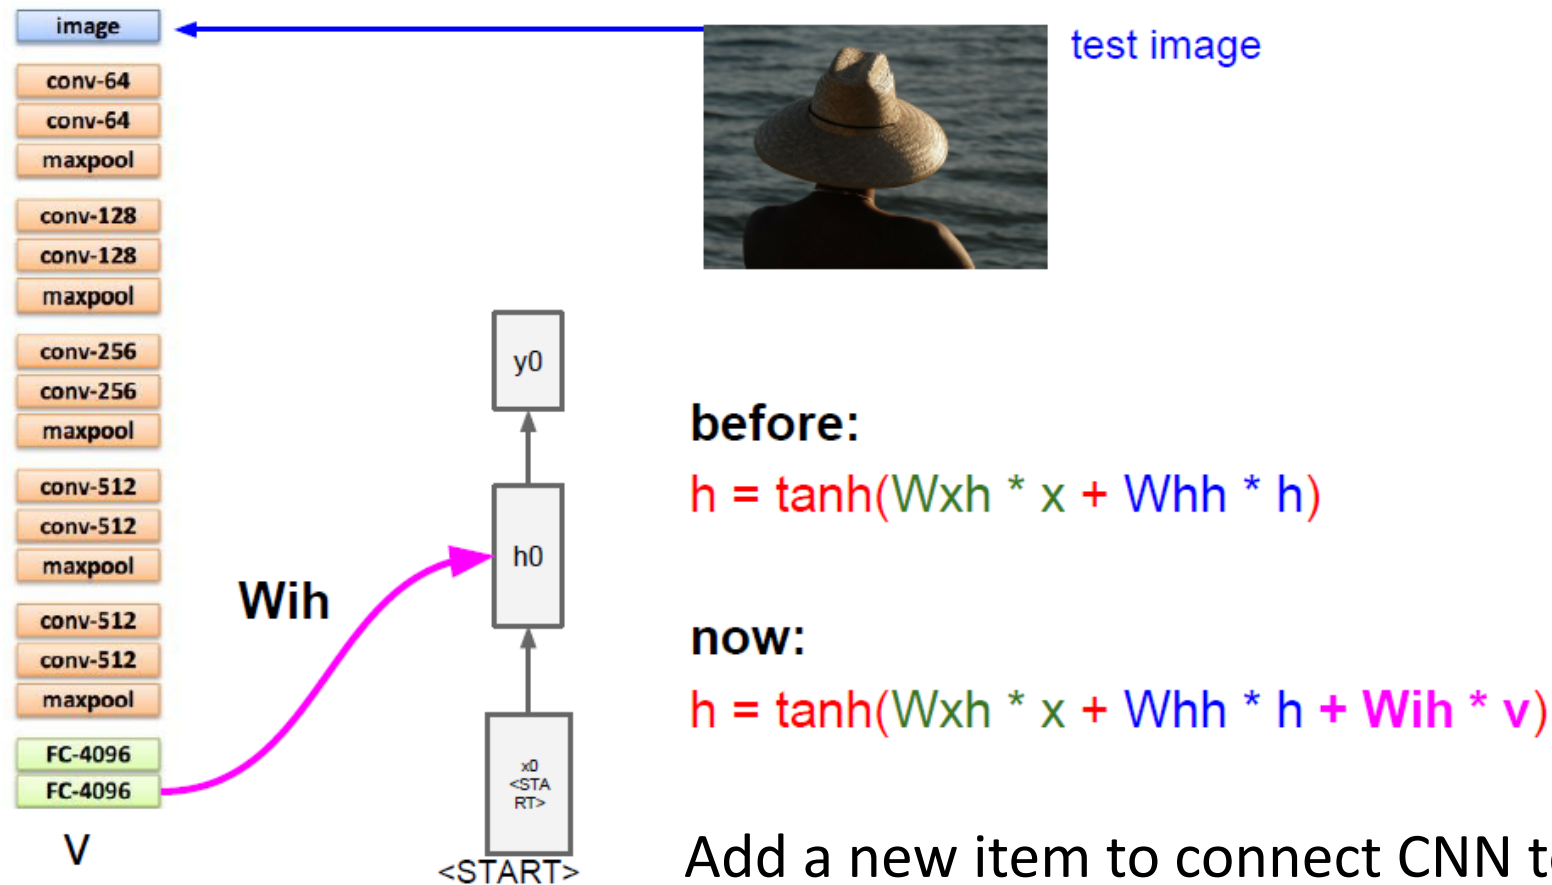 image
test image
conv-64
conv-64
maxpool
conv-128
conv-128
maxpool
conv-256
conv-256
maxpool
conv-512
conv-512
maxpool
conv-512
conv-512
maxpool
FC-4096
FC-4096
V
Wih
y0
h0
x0
<STA
RT>
<START>
before:
h = tanh(Wxh * x + Whh * h)
now:
h = tanh(Wxh * x + Whh * h + Wih * v)
Add a new item to connect CNN